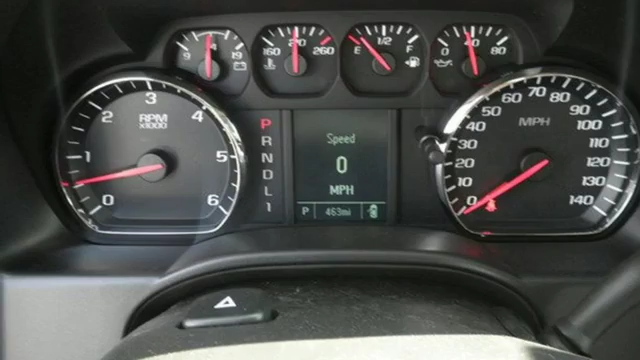 9 14 19
160 210 260
E 1/2 F
0 40 80
0 1 2 3 4 5 6
RPM
x1000
P
R
N
D
L
1
Speed
0
MPH
P 463mi
0 10 20 30 40 50 60 70 80 90 100 110 120 130 140
MPH